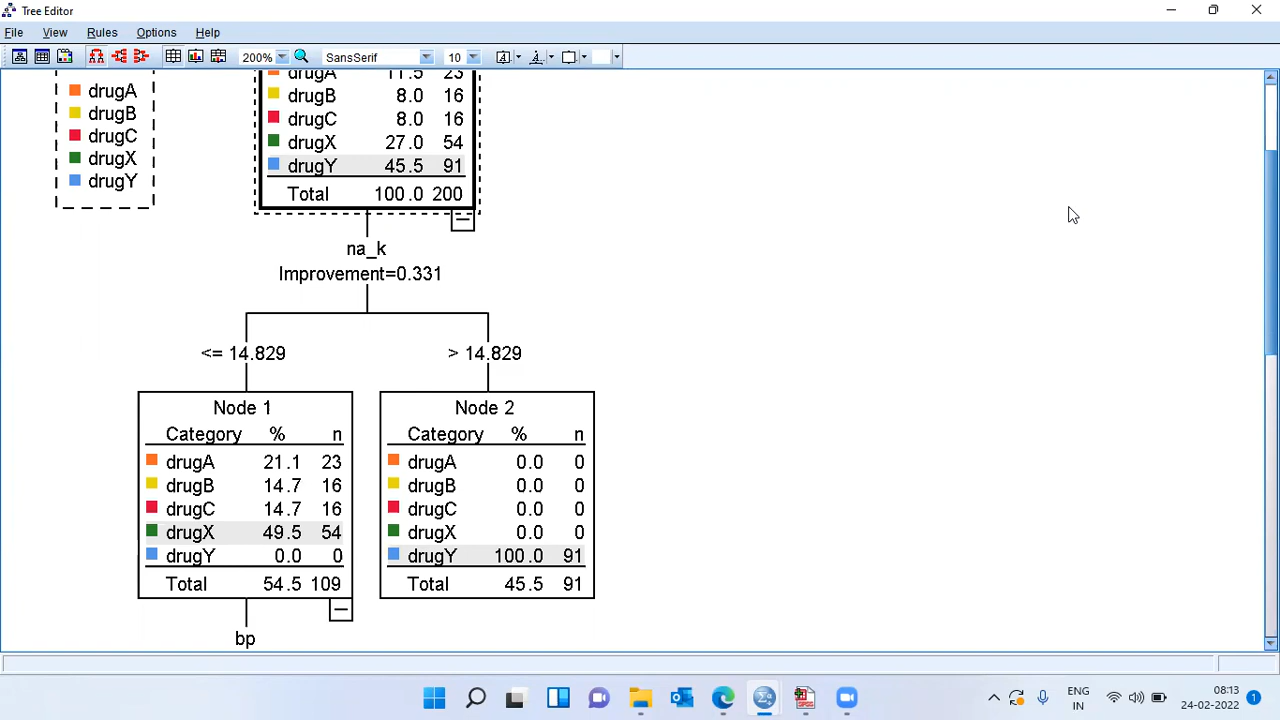 Tree Editor
File View Rules Options Help
200% SansSerif 10
drugA
drugB
drugC
drugX
drugY
drugA 11.5 23
drugB 8.0 16
drugC 8.0 16
drugX 27.0 54
drugY 45.5 91
Total 100.0 200
na_k
Improvement=0.331
<= 14.829
> 14.829
Node 1
Category % n
drugA 21.1 23
drugB 14.7 16
drugC 14.7 16
drugX 49.5 54
drugY 0.0 0
Total 54.5 109
Node 2
Category % n
drugA 0.0 0
drugB 0.0 0
drugC 0.0 0
drugX 0.0 0
drugY 100.0 91
Total 45.5 91
bp
ENG
IN
08:13
24-02-2022
1